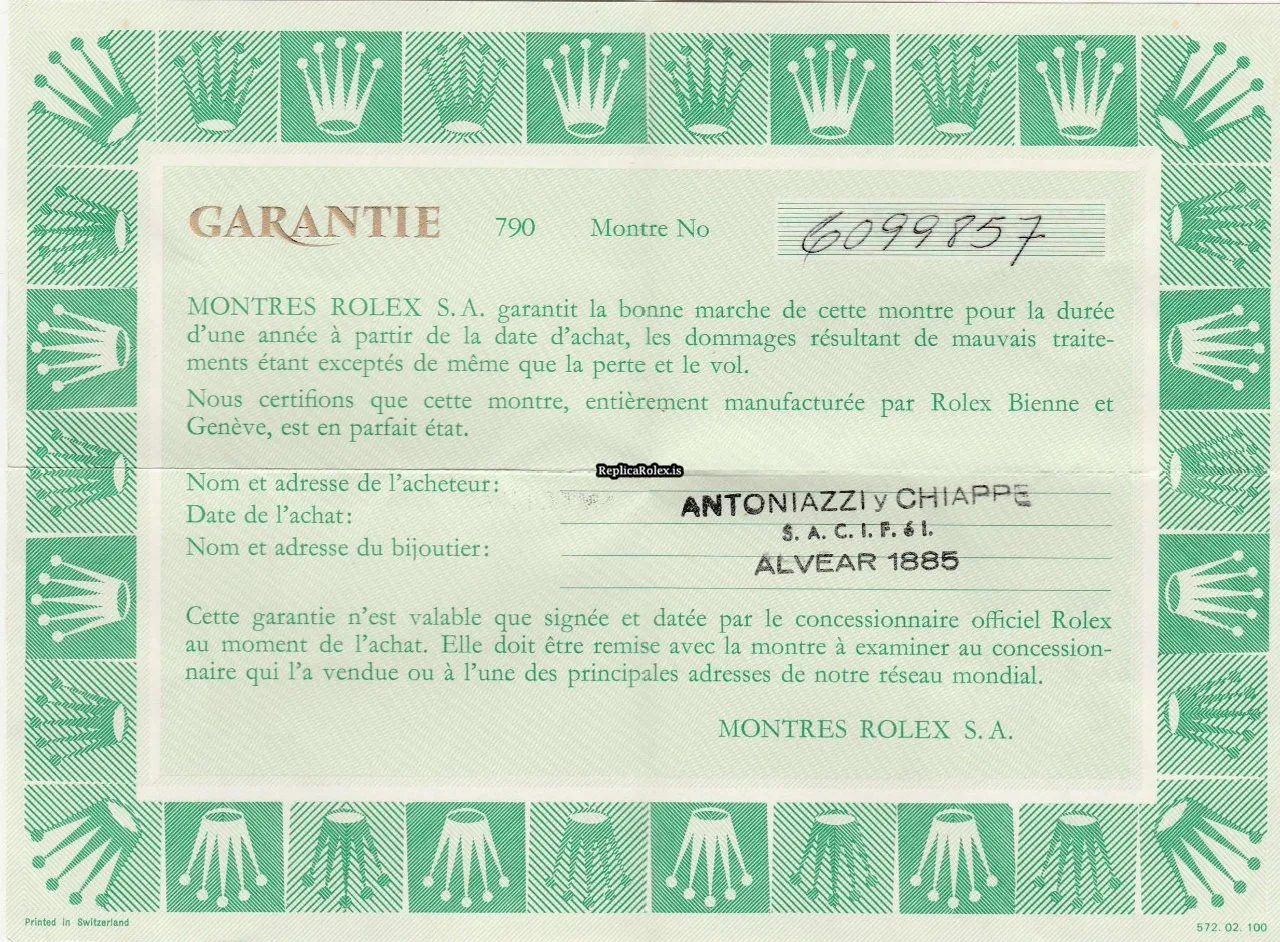 GARANTIE 790 Montre No 6099857
MONTRES ROLEX S.A. garantit la bonne marche de cette montre pour la durée
d'une année à partir de la date d'achat, les dommages résultant de mauvais traite-
ments étant exceptés de même que la perte et le vol.
Nous certifions que cette montre, entièrement manufacturée par Rolex Bienne et
Genève, est en parfait état.
ReplicaRolex.is
Nom et adresse de l'acheteur:
ANTONIAZZI y CHIAPPE
Date de l'achat:
S. A. C. I. F. é I.
Nom et adresse du bijoutier:
ALVEAR 1885
Cette garantie n'est valable que signée et datée par le concessionnaire officiel Rolex
au moment de l'achat. Elle doit être remise avec la montre à examiner au concession-
naire qui l'a vendue ou à l'une des principales adresses de notre réseau mondial.
MONTRES ROLEX S.A.
Printed in Switzerland
572. 02. 100